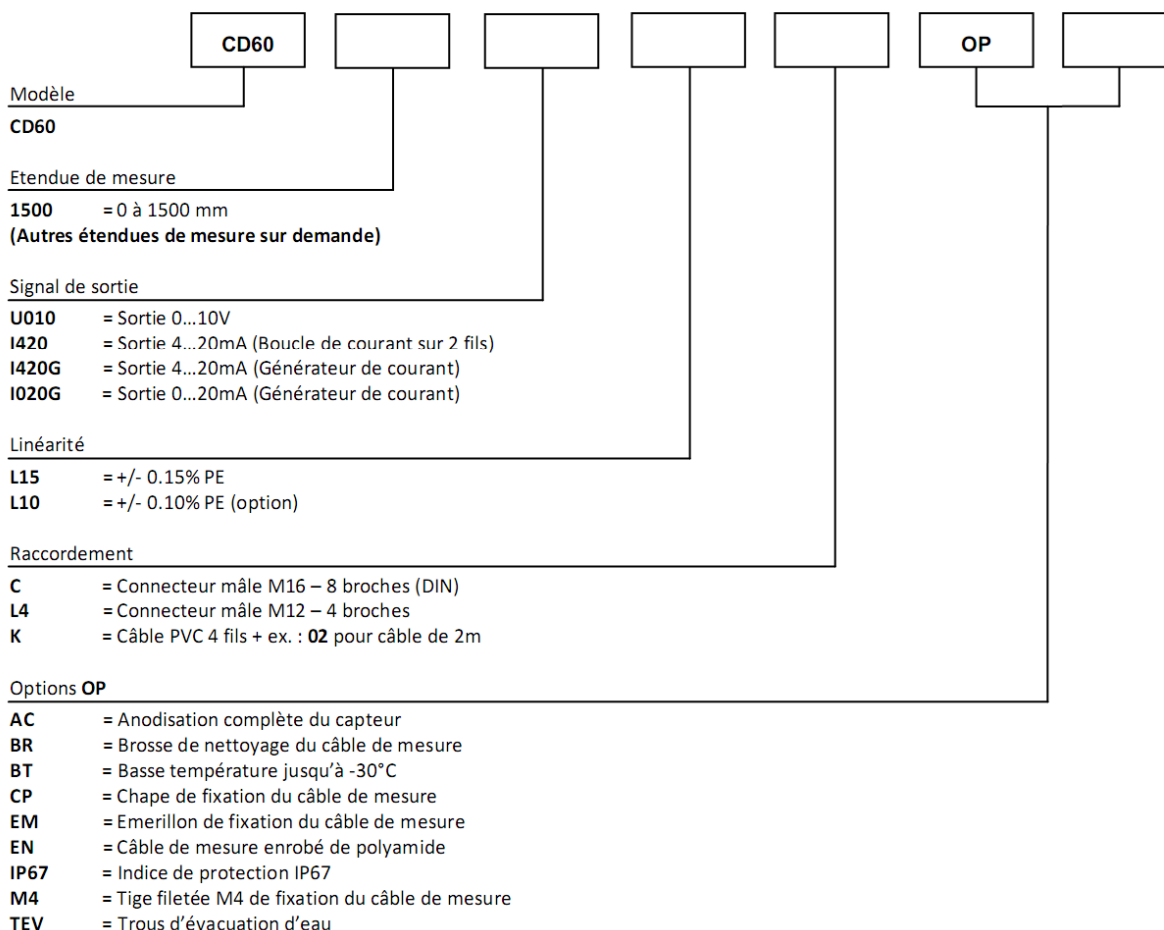 CD60 OP
Modèle
CD60
Etendue de mesure
1500 = 0 à 1500 mm
(Autres étendues de mesure sur demande)
Signal de sortie
U010 = Sortie 0...10V
I420 = Sortie 4...20mA (Boucle de courant sur 2 fils)
I420G = Sortie 4...20mA (Générateur de courant)
I020G = Sortie 0...20mA (Générateur de courant)
Linéarité
L15 = +/- 0.15% PE
L10 = +/- 0.10% PE (option)
Raccordement
C = Connecteur mâle M16 – 8 broches (DIN)
L4 = Connecteur mâle M12 – 4 broches
K = Câble PVC 4 fils + ex. : 02 pour câble de 2m
Options OP
AC = Anodisation complète du capteur
BR = Brosse de nettoyage du câble de mesure
BT = Basse température jusqu’à -30°C
CP = Chape de fixation du câble de mesure
EM = Emerillon de fixation du câble de mesure
EN = Câble de mesure enrobé de polyamide
IP67 = Indice de protection IP67
M4 = Tige filetée M4 de fixation du câble de mesure
TEV = Trous d’évacuation d’eau